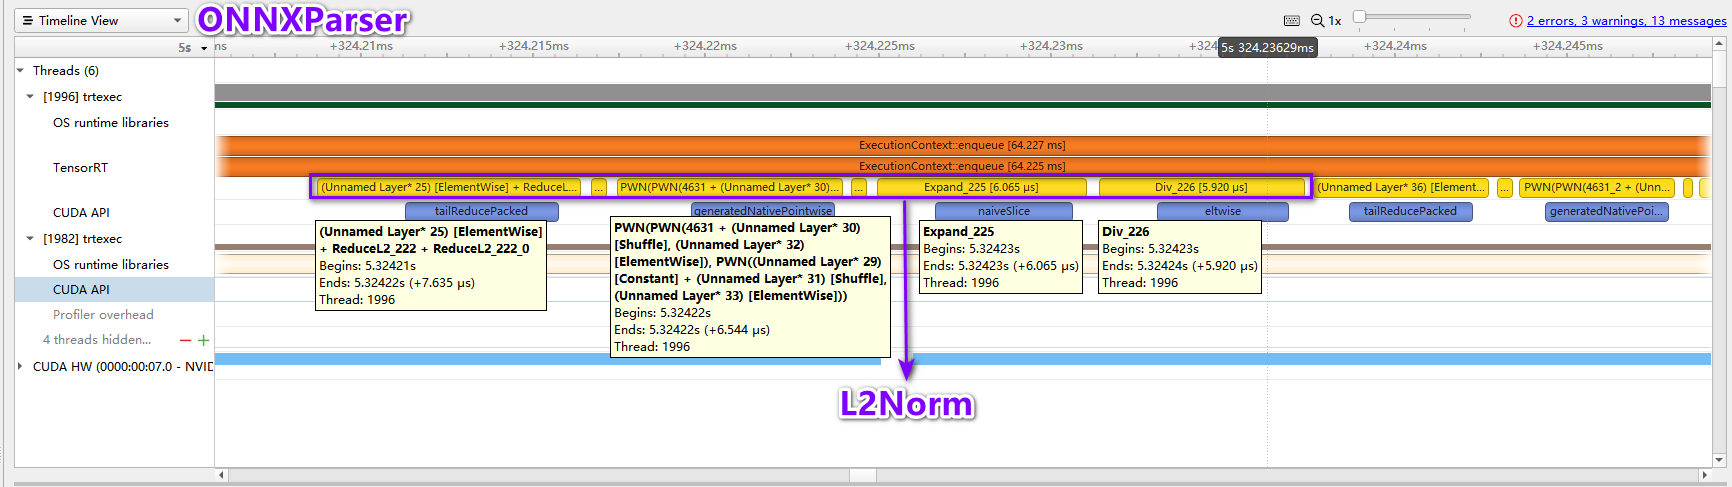 Timeline View
ONNXParser
1x
2 errors, 3 warnings, 13 messages
5s
ms
+324.21ms
+324.215ms
+324.22ms
+324.225ms
+324.23ms
5s 324.23629ms
+324.24ms
+324.245ms
Threads (6)
[1996] trtexec
OS runtime libraries
ExecutionContext::enqueue [64.227 ms]
TensorRT
ExecutionContext::enqueue [64.225 ms]
(Unnamed Layer* 25) [ElementWise] + ReduceL...
...
PWN(PWN(4631 + (Unnamed Layer* 30)...
...
Expand_225 [6.065 μs]
Div_226 [5.920 μs]
(Unnamed Layer* 36) [Element...
...
PWN(PWN(4631_2 + (Unn...
CUDA API
tailReducePacked
generatedNativePointwise
naiveSlice
eltwise
tailReducePacked
generatedNativePoi...
[1982] trtexec
OS runtime libraries
CUDA API
Profiler overhead
4 threads hidden...
CUDA HW (0000:00:07.0 - NVID
(Unnamed Layer* 25) [ElementWise]
+ ReduceL2_222 + ReduceL2_222_0
Begins: 5.32421s
Ends: 5.32422s (+7.635 μs)
Thread: 1996
PWN(PWN(4631 + (Unnamed Layer* 30)
[Shuffle], (Unnamed Layer* 32)
[ElementWise]), PWN((Unnamed Layer* 29)
[Constant] + (Unnamed Layer* 31) [Shuffle],
(Unnamed Layer* 33) [ElementWise]))
Begins: 5.32422s
Ends: 5.32422s (+6.544 μs)
Thread: 1996
Expand_225
Begins: 5.32423s
Ends: 5.32423s (+6.065 μs)
Thread: 1996
Div_226
Begins: 5.32423s
Ends: 5.32424s (+5.920 μs)
Thread: 1996
L2Norm